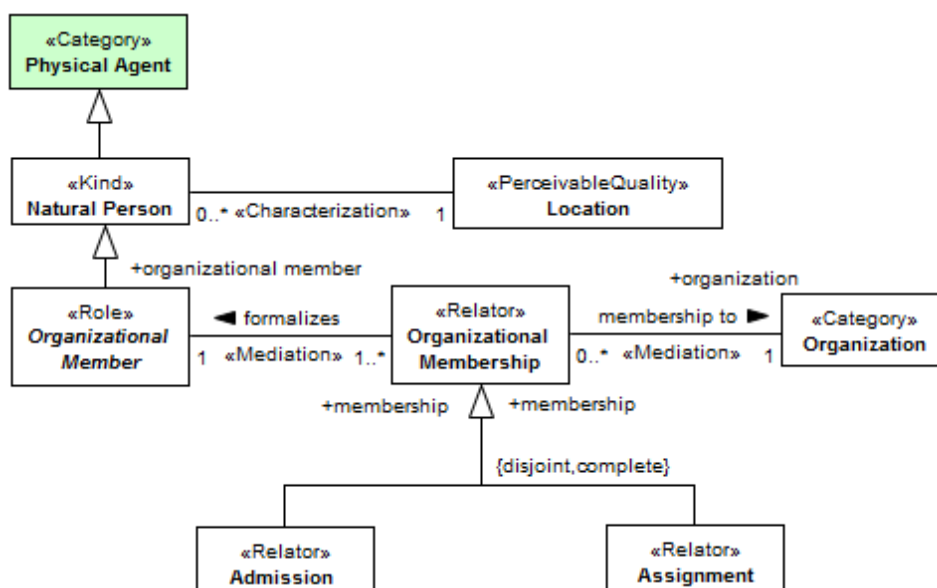 «Category»
Physical Agent
«Kind»
Natural Person
0..* «Characterization» 1
«PerceivableQuality»
Location
+organizational member
+organization
«Role»
Organizational
Member
formalizes
1 «Mediation» 1..*
«Relator»
Organizational
Membership
membership to
0..* «Mediation» 1
«Category»
Organization
+membership
+membership
{disjoint,complete}
«Relator»
Admission
«Relator»
Assignment